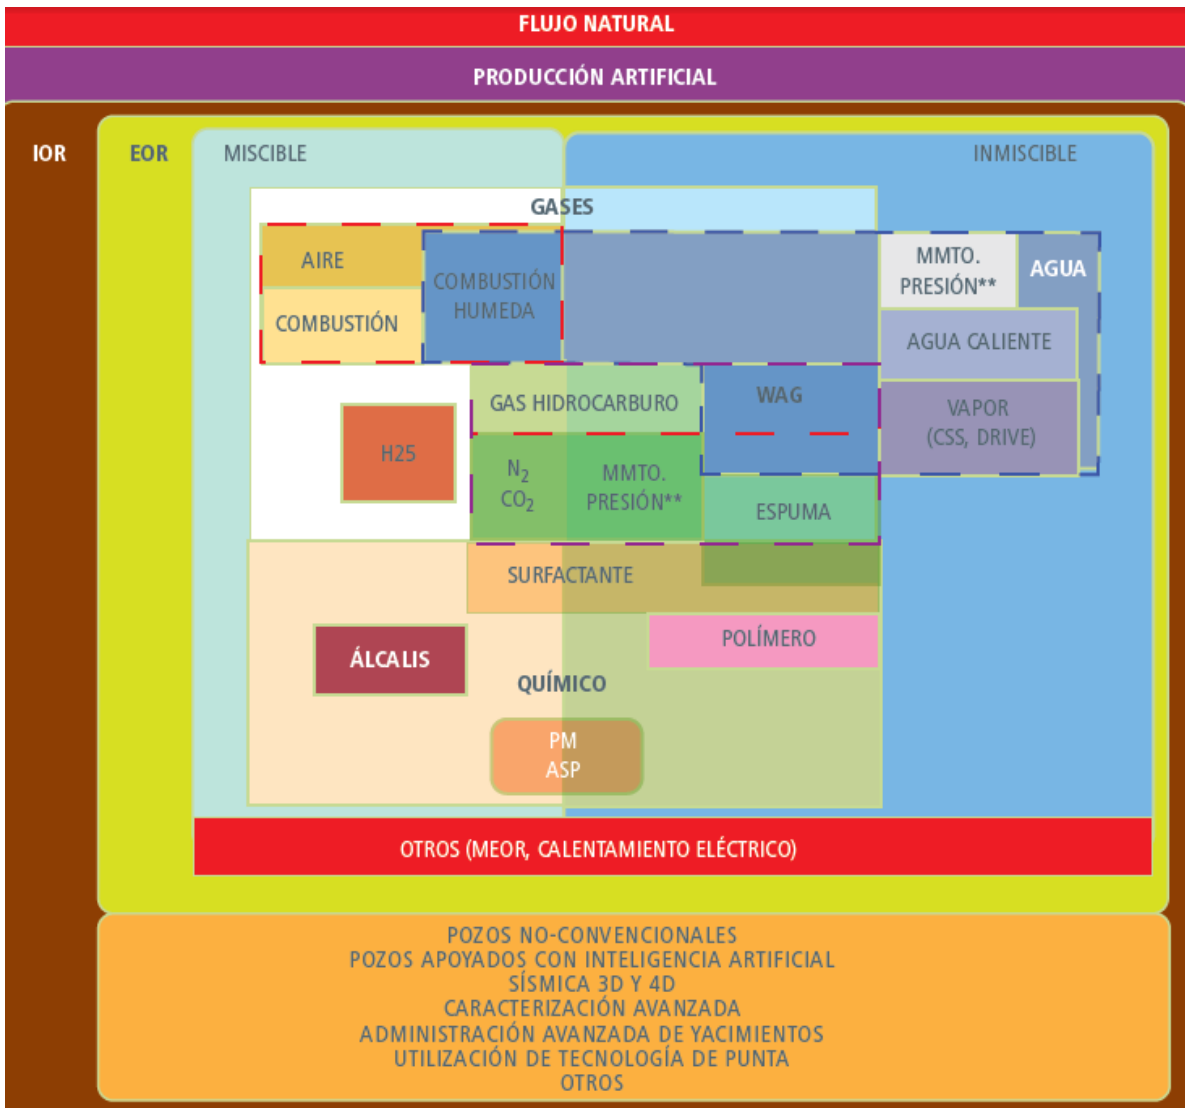 FLUJO NATURAL
PRODUCCIÓN ARTIFICIAL
IOR
EOR
MISCIBLE
INMISCIBLE
GASES
AIRE
COMBUSTIÓN
COMBUSTIÓN
HUMEDA
MMTO.
PRESIÓN**
AGUA
AGUA CALIENTE
VAPOR
(CSS, DRIVE)
GAS HIDROCARBURO
WAG
H25
N2
CO2
MMTO.
PRESIÓN**
ESPUMA
SURFACTANTE
POLÍMERO
ÁLCALIS
QUÍMICO
PM
ASP
OTROS (MEOR, CALENTAMIENTO ELÉCTRICO)
POZOS NO-CONVENCIONALES
POZOS APOYADOS CON INTELIGENCIA ARTIFICIAL
SÍSMICA 3D Y 4D
CARACTERIZACIÓN AVANZADA
ADMINISTRACIÓN AVANZADA DE YACIMIENTOS
UTILIZACIÓN DE TECNOLOGÍA DE PUNTA
OTROS